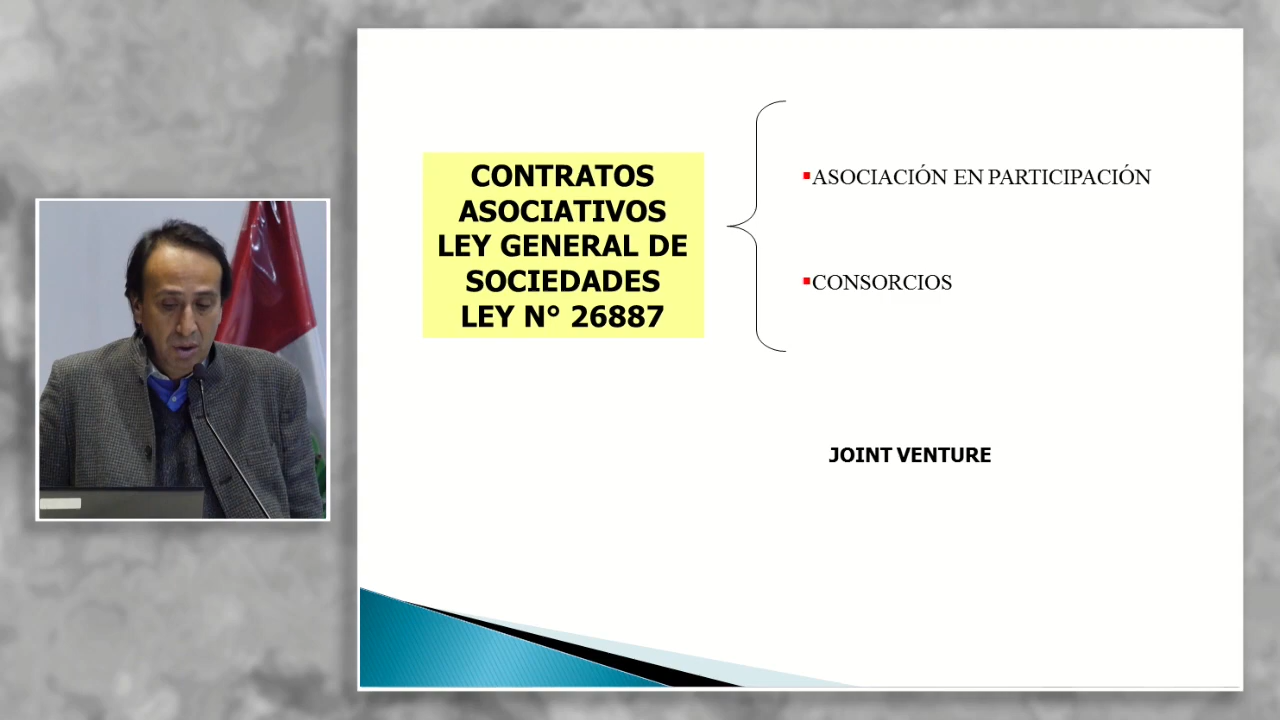 CONTRATOS
ASOCIATIVOS
LEY GENERAL DE
SOCIEDADES
LEY N° 26887
ASOCIACIÓN EN PARTICIPACIÓN
CONSORCIOS
JOINT VENTURE